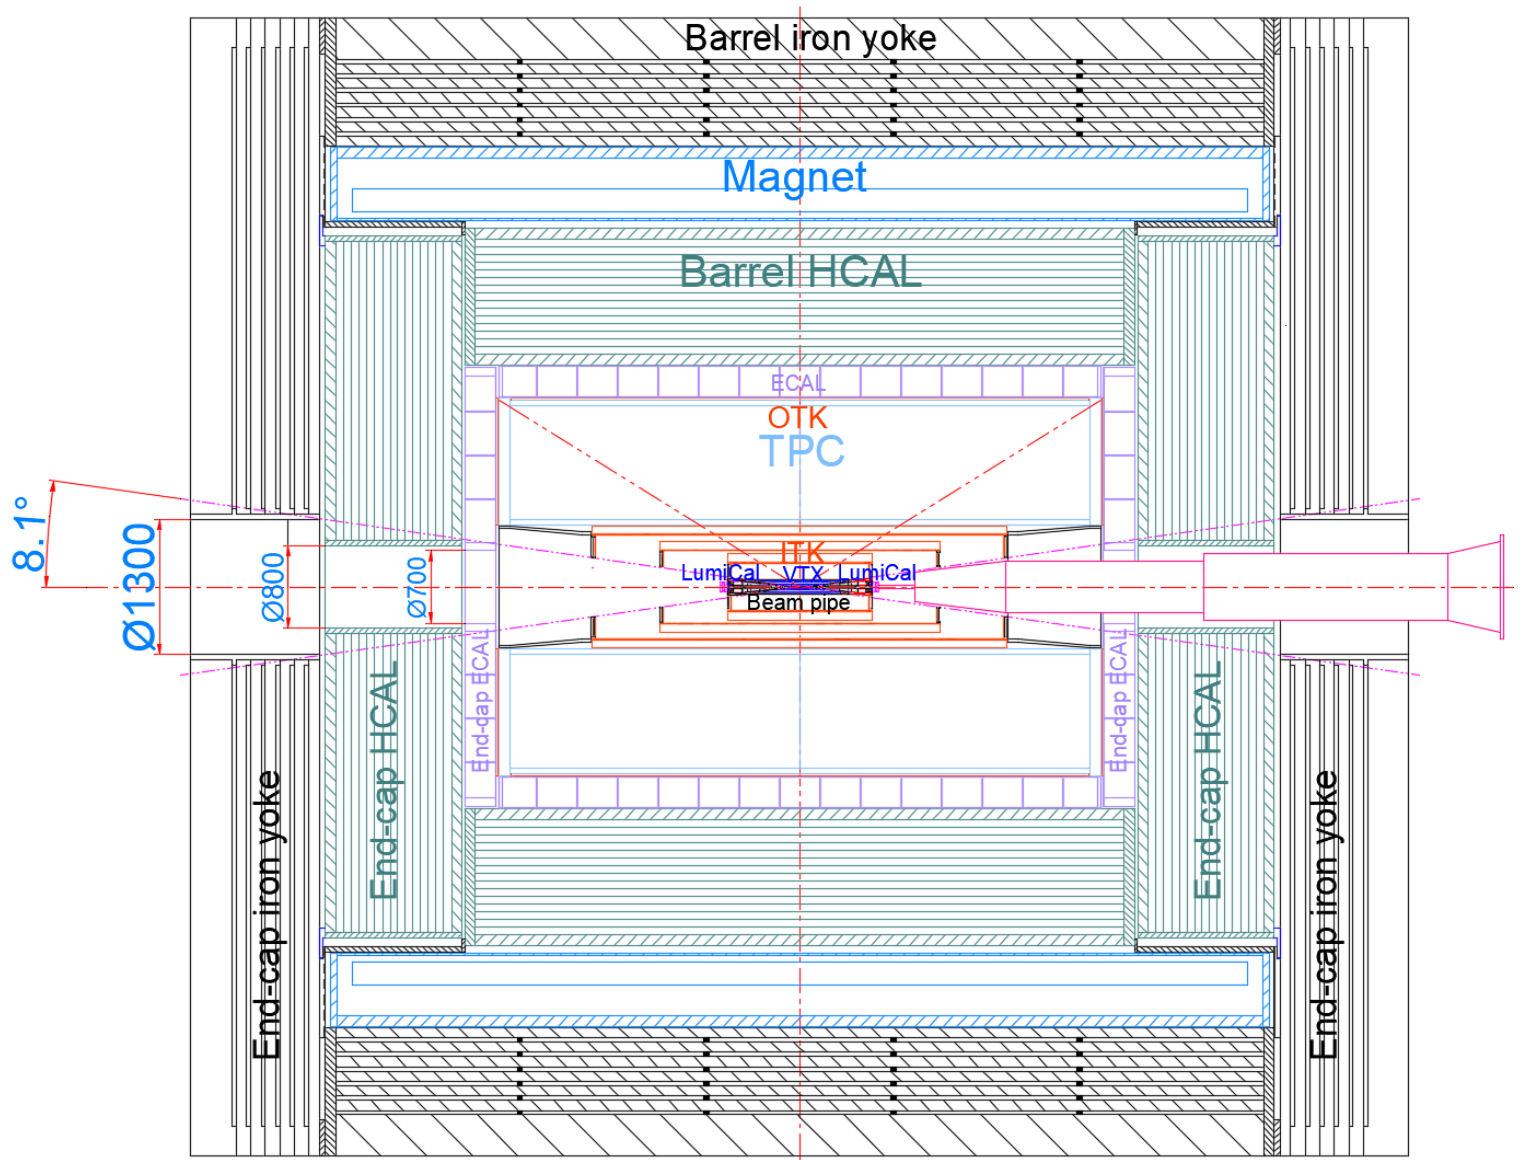 Barrel iron yoke
Magnet
Barrel HCAL
ECAL
OTK
TPC
ITK
LumiCal
VTX
LumiCal
Beam pipe
8.1°
Ø1300
Ø800
Ø700
End-cap ECAL
End-cap ECAL
End-cap HCAL
End-cap HCAL
End-cap iron yoke
End-cap iron yoke